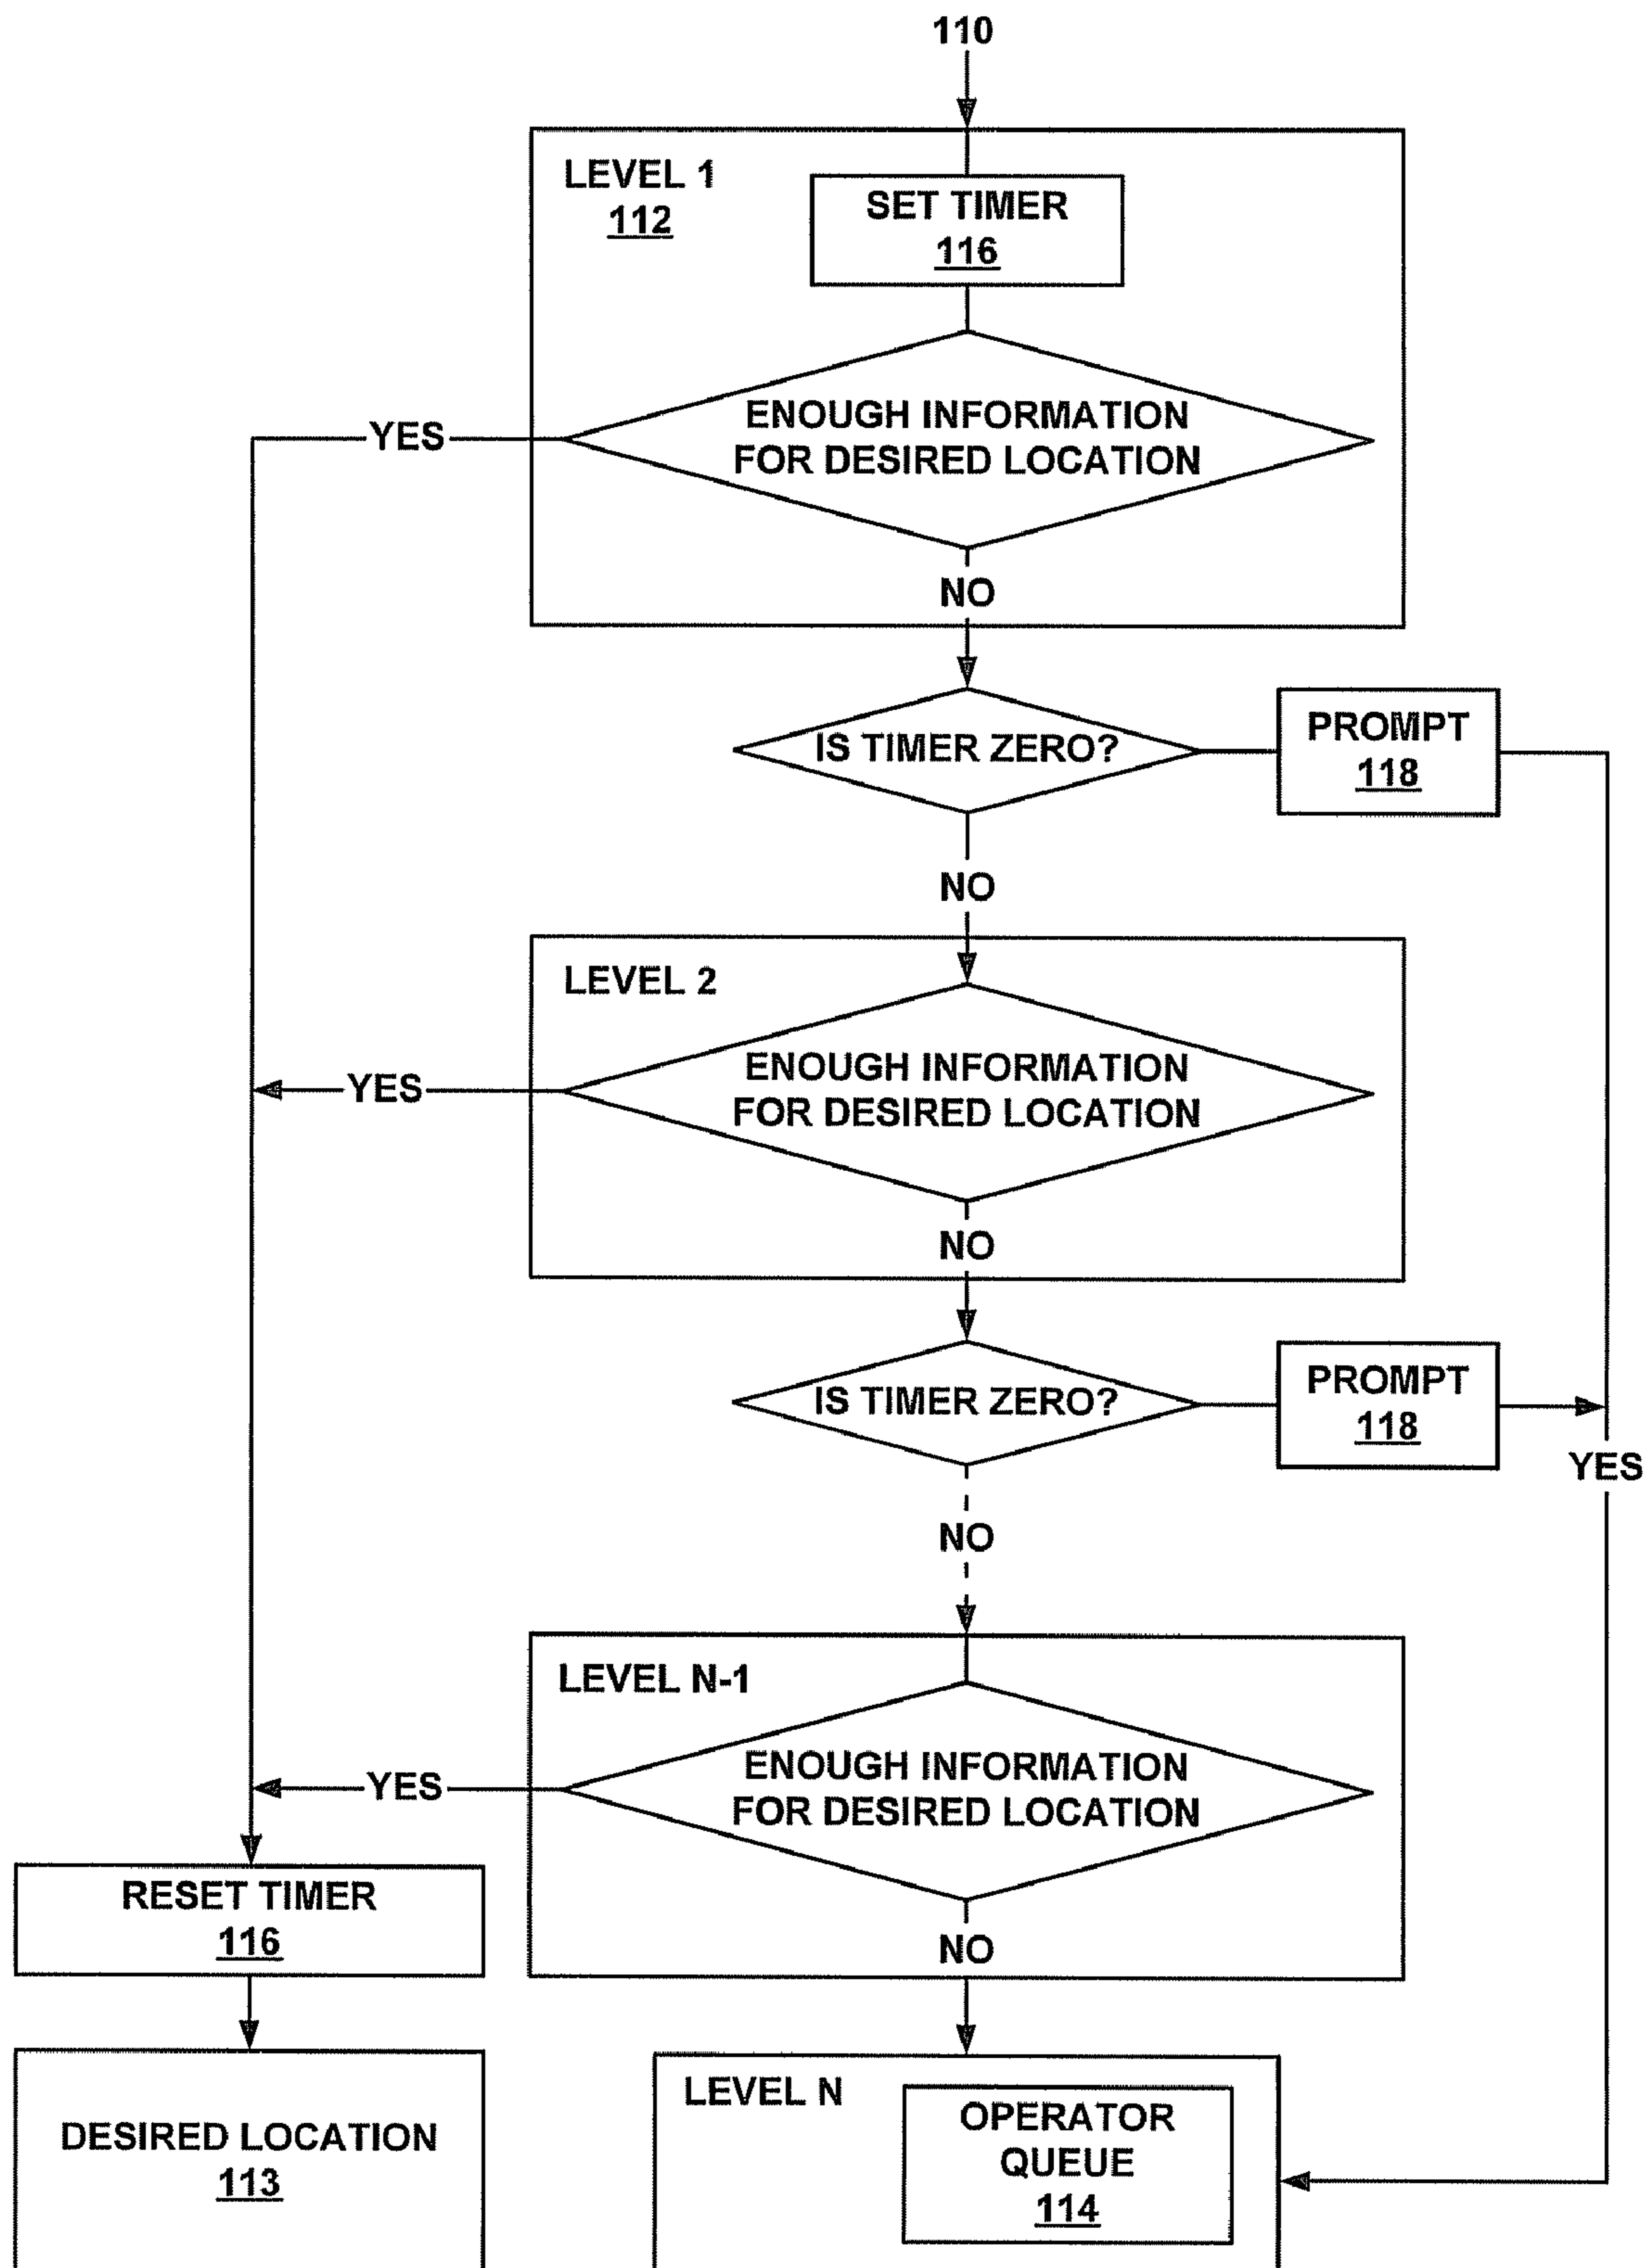 110
LEVEL 1
112
SET TIMER
116
ENOUGH INFORMATION
FOR DESIRED LOCATION
YES
NO
IS TIMER ZERO?
PROMPT
118
NO
LEVEL 2
ENOUGH INFORMATION
FOR DESIRED LOCATION
YES
NO
IS TIMER ZERO?
PROMPT
118
YES
NO
LEVEL N-1
ENOUGH INFORMATION
FOR DESIRED LOCATION
YES
NO
RESET TIMER
116
DESIRED LOCATION
113
LEVEL N
OPERATOR
QUEUE
114